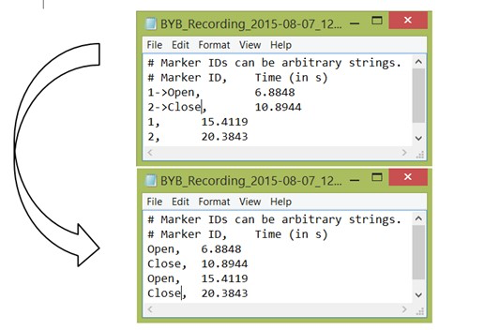 BYB_Recording_2015-08-07_12...
File Edit Format View Help
# Marker IDs can be arbitrary strings.
# Marker ID, Time (in s)
1->Open, 6.8848
2->Close, 10.8944
1, 15.4119
2, 20.3843
BYB_Recording_2015-08-07_12...
File Edit Format View Help
# Marker IDs can be arbitrary strings.
# Marker ID, Time (in s)
Open, 6.8848
Close, 10.8944
Open, 15.4119
Close, 20.3843